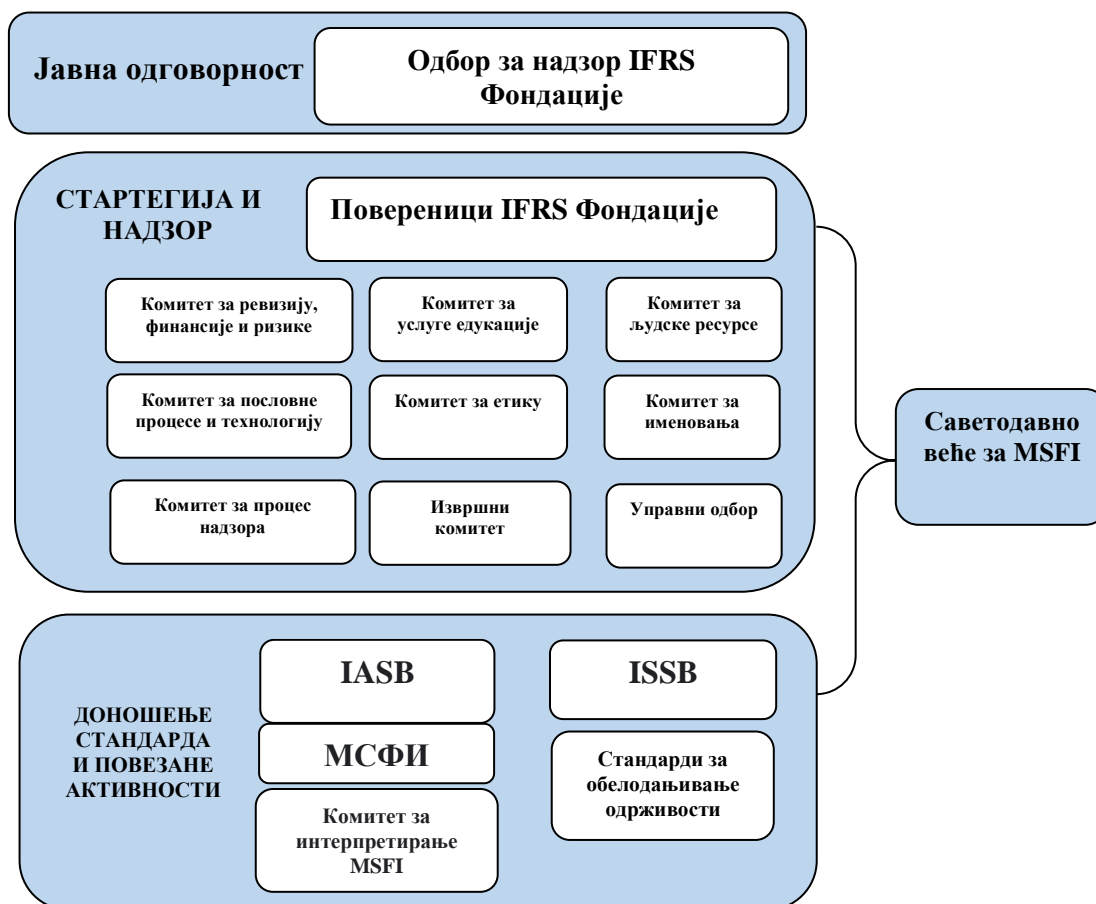 Јавна одговорност
Одбор за надзор IFRS
Фондације
СТАРТЕГИЈА И
НАДЗОР
Повереници IFRS Фондације
Комитет за ревизију,
финансије и ризике
Комитет за
услуге едукације
Комитет за
људске ресурсе
Комитет за пословне
процесе и технологију
Комитет за етику
Комитет за
именовања
Комитет за процес
надзора
Извршни
комитет
Управни одбор
Саветодавно
веће за MSFI
ДОНОШЕЊЕ
СТАНДАРДА
И ПОВЕЗАНЕ
АКТИВНОСТИ
IASB
МСФИ
Комитет за
интерпретирање
MSFI
ISSB
Стандарди за
обелодањивање
одрживости